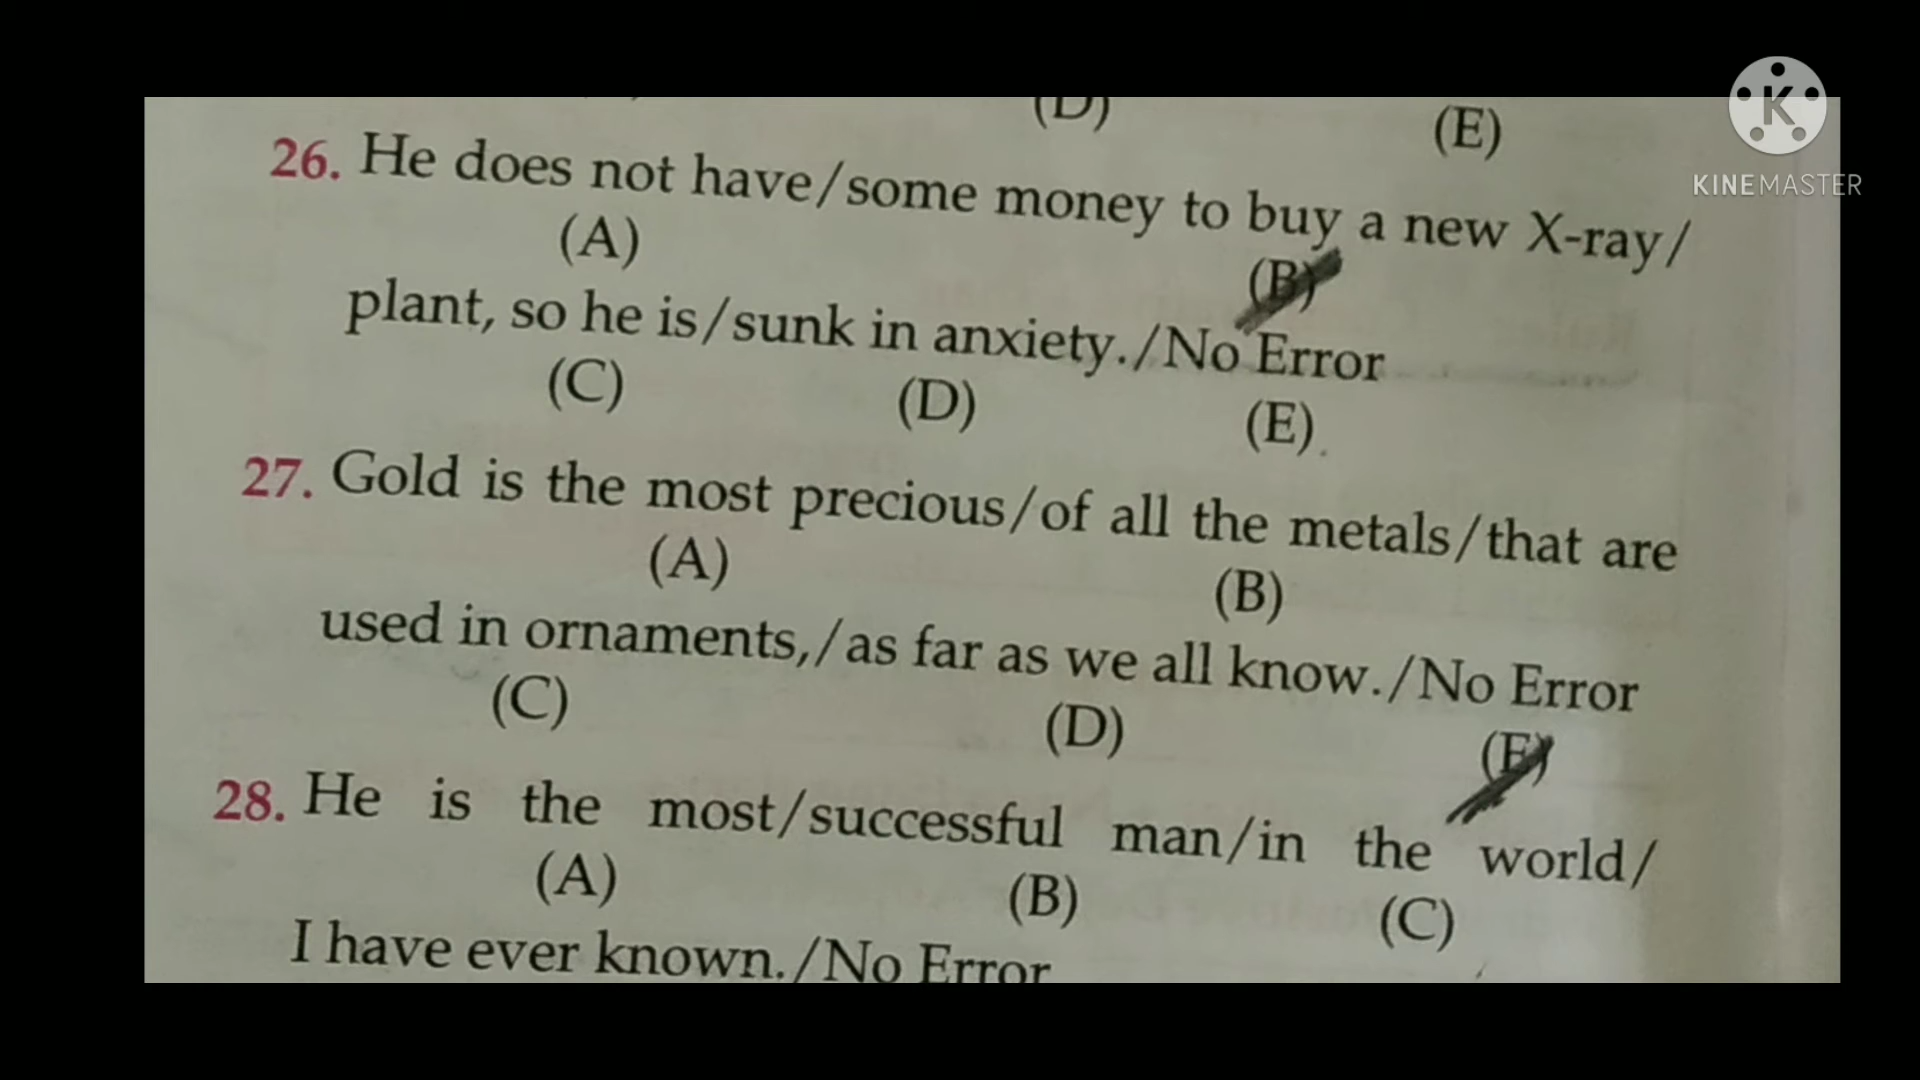 (D) (E)
26. He does not have/some money to buy a new X-ray/
(A) (B)
plant, so he is/sunk in anxiety./No Error
(C) (D) (E).
27. Gold is the most precious/of all the metals/that are
(A) (B)
used in ornaments,/as far as we all know./No Error
(C) (D) (E)
28. He is the most/successful man/in the world/
(A) (B) (C)
I have ever known./No Error
K
KINEMASTER